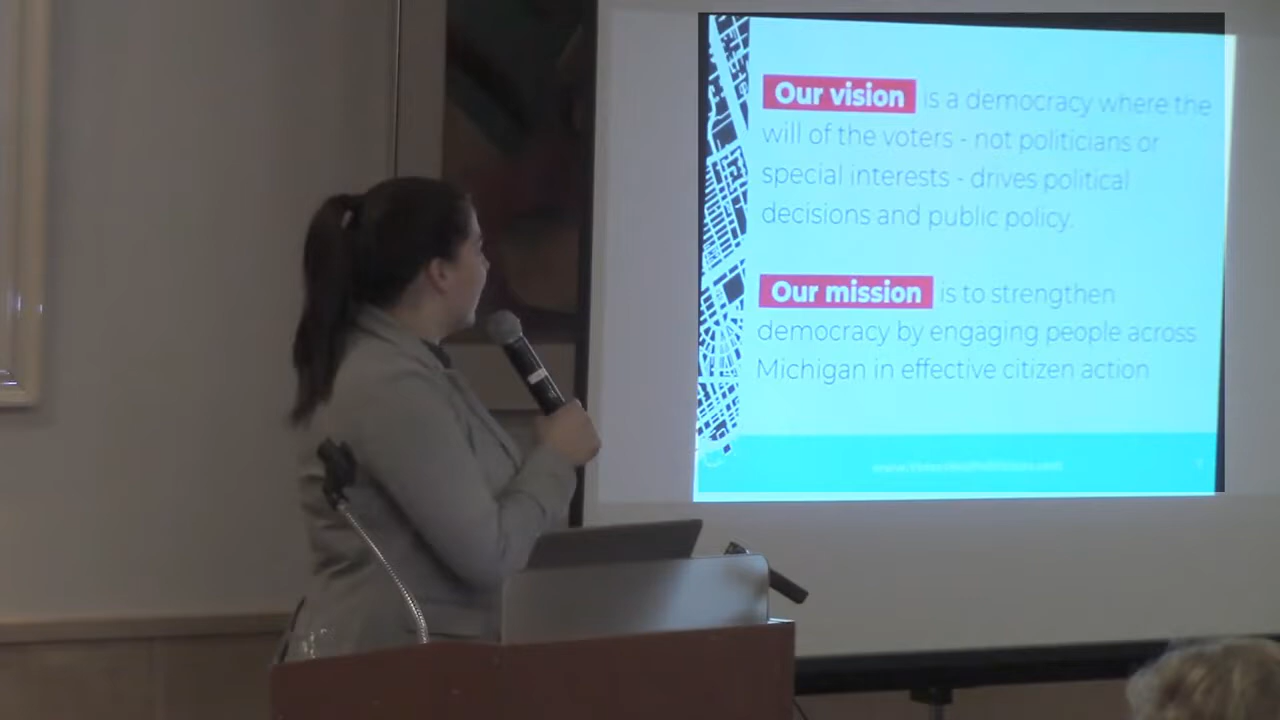 Our vision is a democracy where the
will of the voters - not politicians or
special interests - drives political
decisions and public policy.
Our mission is to strengthen
democracy by engaging people across
Michigan in effective citizen action